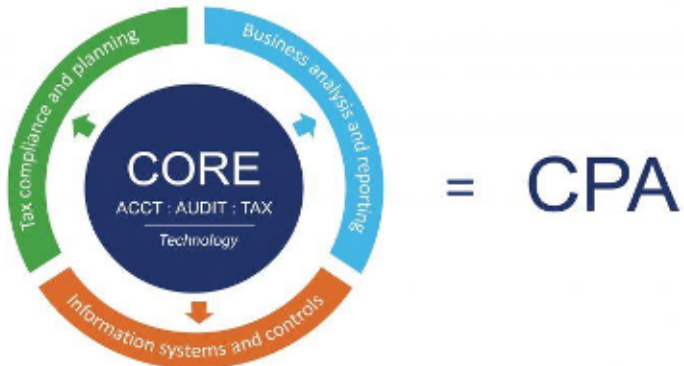 Tax compliance and planning
Business analysis and reporting
CORE
ACCT : AUDIT : TAX
Technology
Information systems and controls
= CPA